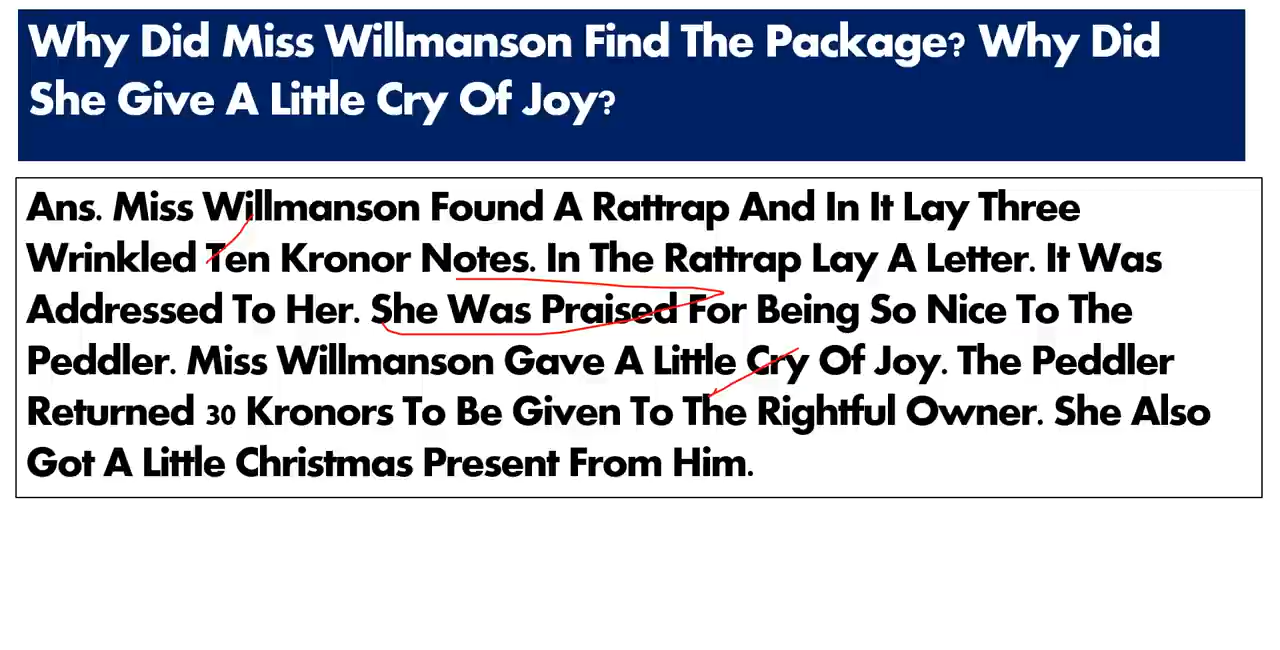 Why Did Miss Willmanson Find The Package? Why Did
She Give A Little Cry Of Joy?
Ans. Miss Willmanson Found A Rattrap And In It Lay Three
Wrinkled Ten Kronor Notes. In The Rattrap Lay A Letter. It Was
Addressed To Her. She Was Praised For Being So Nice To The
Peddler. Miss Willmanson Gave A Little Cry Of Joy. The Peddler
Returned 30 Kronors To Be Given To The Rightful Owner. She Also
Got A Little Christmas Present From Him.